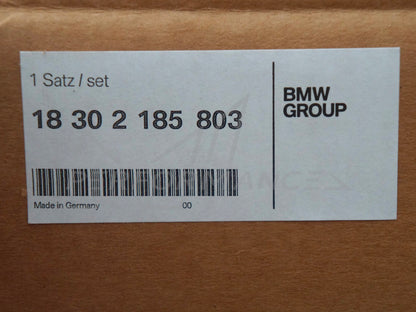 1 Satz / set
18 30 2 185 803
BMW
GROUP
Made in Germany 00